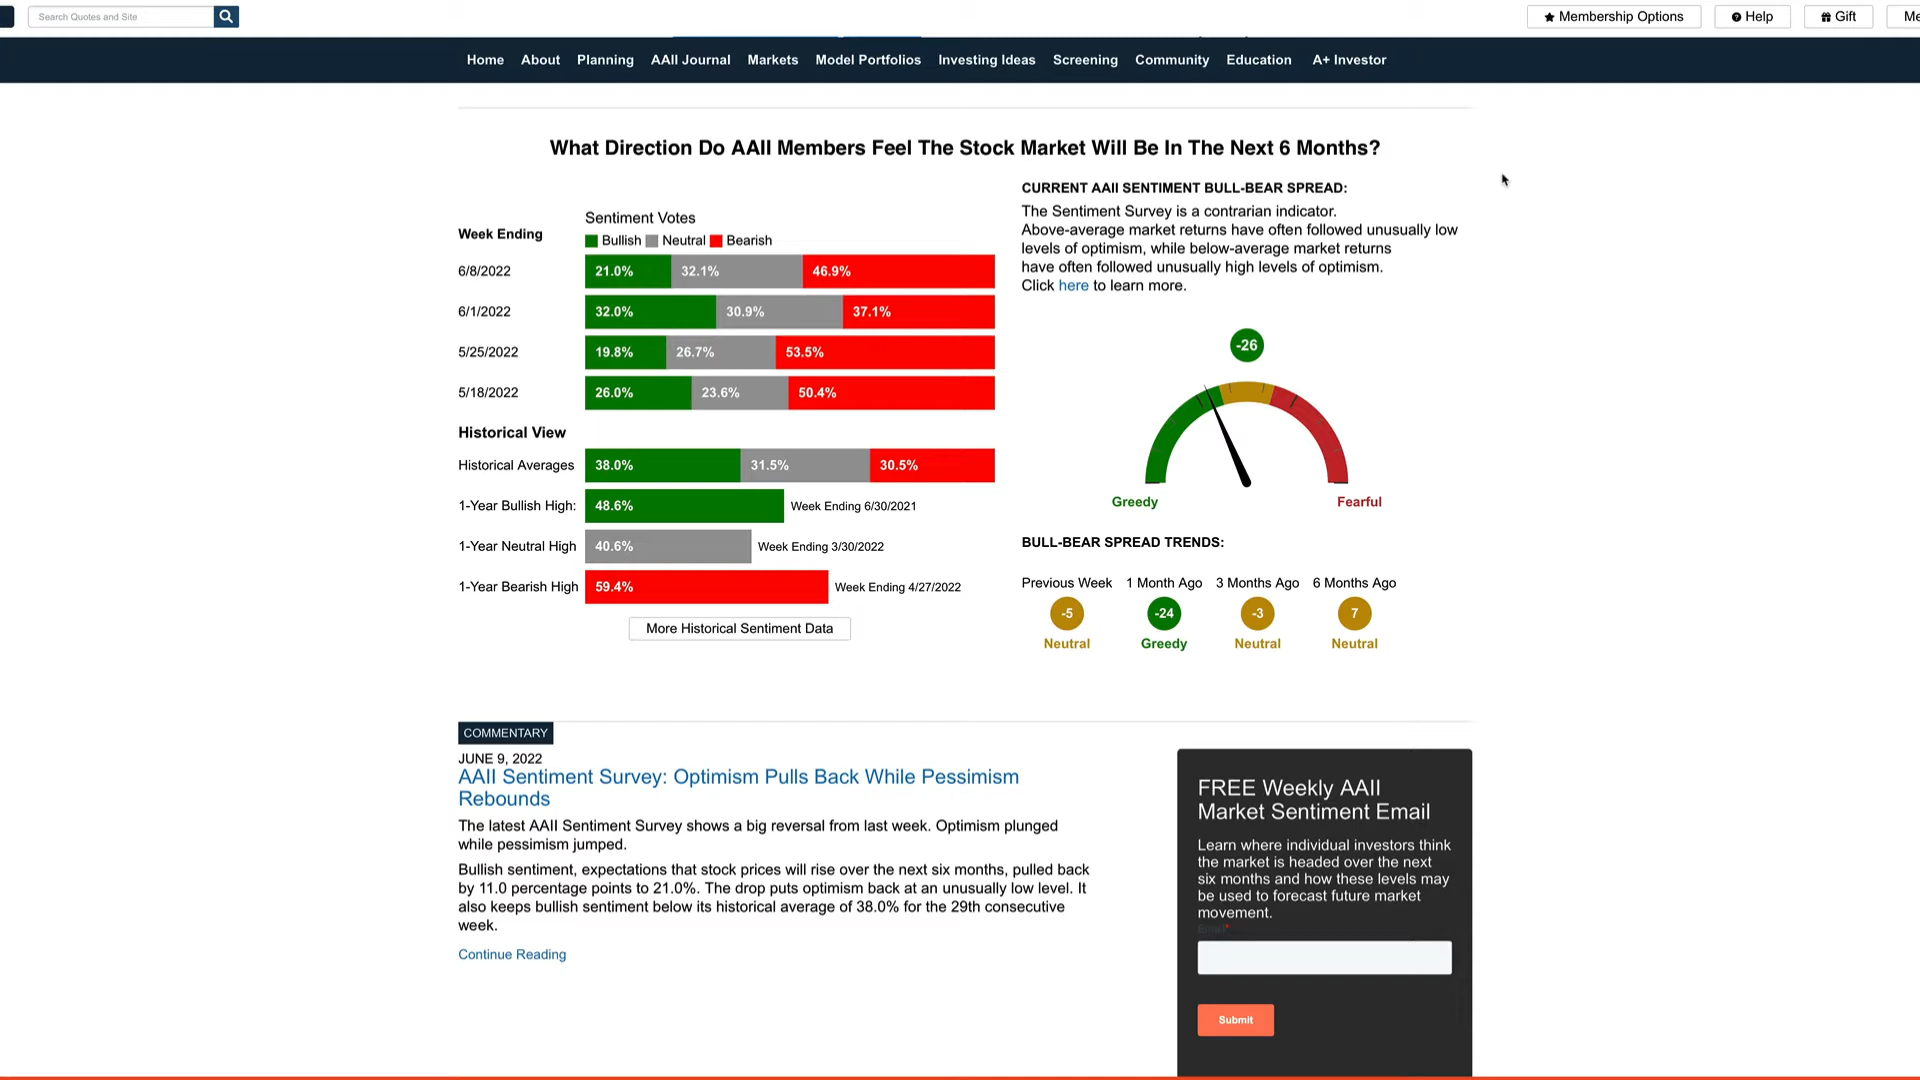 Search Quotes and Site
Membership Options
Help
Gift
Home About Planning AAII Journal Markets Model Portfolios Investing Ideas Screening Community Education A+ Investor
What Direction Do AAII Members Feel The Stock Market Will Be In The Next 6 Months?
Sentiment Votes
Week Ending
Bullish Neutral Bearish
6/8/2022 21.0% 32.1% 46.9%
6/1/2022 32.0% 30.9% 37.1%
5/25/2022 19.8% 26.7% 53.5%
5/18/2022 26.0% 23.6% 50.4%
Historical View
Historical Averages 38.0% 31.5% 30.5%
1-Year Bullish High: 48.6% Week Ending 6/30/2021
1-Year Neutral High 40.6% Week Ending 3/30/2022
1-Year Bearish High 59.4% Week Ending 4/27/2022
More Historical Sentiment Data
CURRENT AAII SENTIMENT BULL-BEAR SPREAD:
The Sentiment Survey is a contrarian indicator.
Above-average market returns have often followed unusually low
levels of optimism, while below-average market returns
have often followed unusually high levels of optimism.
Click here to learn more.
-26
Greedy Fearful
BULL-BEAR SPREAD TRENDS:
Previous Week 1 Month Ago 3 Months Ago 6 Months Ago
-5 -24 -3 7
Neutral Greedy Neutral Neutral
COMMENTARY
JUNE 9, 2022
AAII Sentiment Survey: Optimism Pulls Back While Pessimism
Rebounds
The latest AAII Sentiment Survey shows a big reversal from last week. Optimism plunged
while pessimism jumped.
Bullish sentiment, expectations that stock prices will rise over the next six months, pulled back
by 11.0 percentage points to 21.0%. The drop puts optimism back at an unusually low level. It
also keeps bullish sentiment below its historical average of 38.0% for the 29th consecutive
week.
Continue Reading
FREE Weekly AAII
Market Sentiment Email
Learn where individual investors think
the market is headed over the next
six months and how these levels may
be used to forecast future market
movement.
Email*
Submit